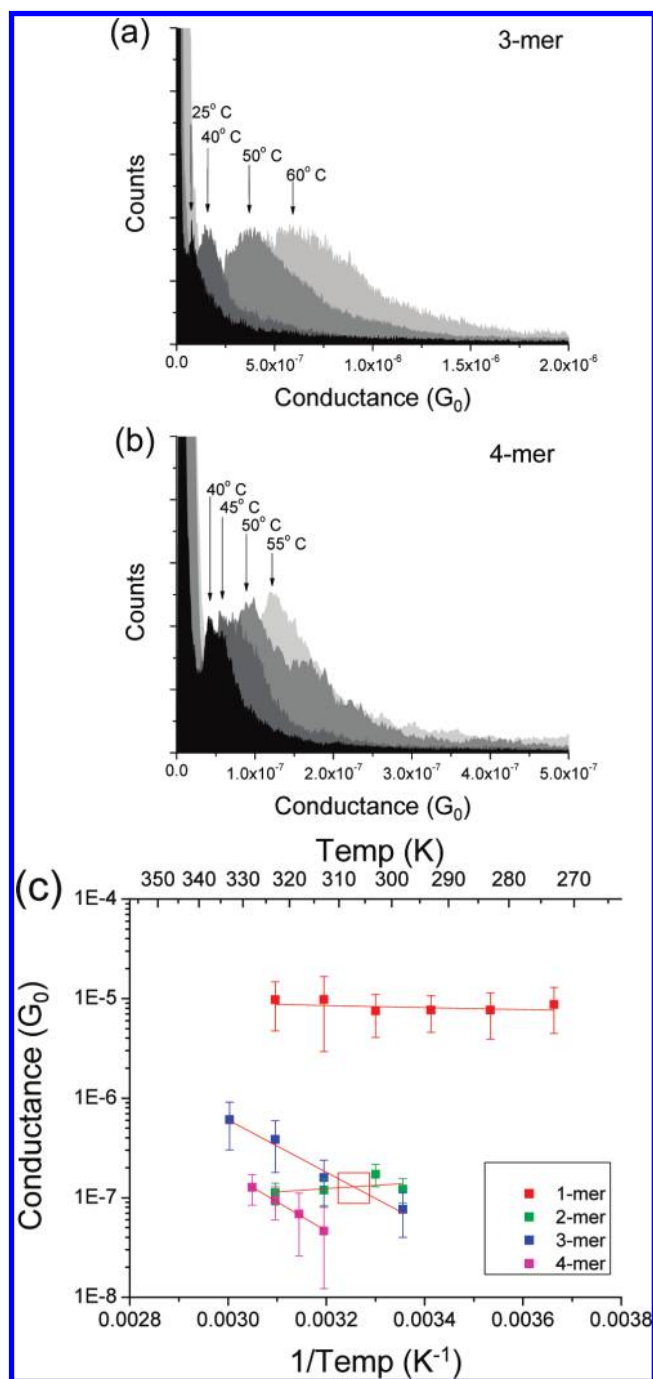 (a)
3-mer
25° C
40° C
50° C
60° C
Counts
0.0 5.0x10⁻⁷ 1.0x10⁻⁶ 1.5x10⁻⁶ 2.0x10⁻⁶
Conductance (G₀)
(b)
4-mer
40° C
45° C
50° C
55° C
Counts
0.0 1.0x10⁻⁷ 2.0x10⁻⁷ 3.0x10⁻⁷ 4.0x10⁻⁷ 5.0x10⁻⁷
Conductance (G₀)
Temp (K)
(c)
350 340 330 320 310 300 290 280 270
1E-4
1E-5
1E-6
1E-7
1E-8
Conductance (G₀)
1-mer
2-mer
3-mer
4-mer
0.0028 0.0030 0.0032 0.0034 0.0036 0.0038
1/Temp (K⁻¹)